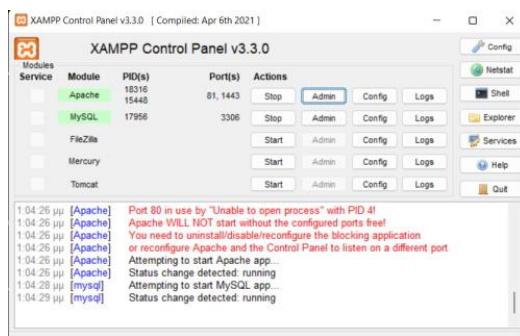 XAMPP Control Panel v3.3.0 [ Compiled: Apr 6th 2021 ]
XAMPP Control Panel v3.3.0
Config
Modules
Netstat
Service Module PID(s) Port(s) Actions
Apache 18316 15448 81, 1443 Stop Admin Config Logs
Shell
MySQL 17956 3306 Stop Admin Config Logs
Explorer
FileZilla Start Admin Config Logs
Services
Mercury Start Admin Config Logs
Help
Tomcat Start Admin Config Logs
Quit
1:04:26 μμ [Apache] Port 80 in use by "Unable to open process" with PID 4!
1:04:26 μμ [Apache] Apache WILL NOT start without the configured ports free!
1:04:26 μμ [Apache] You need to uninstall/disable/reconfigure the blocking application
1:04:26 μμ [Apache] or reconfigure Apache and the Control Panel to listen on a different port
1:04:26 μμ [Apache] Attempting to start Apache app...
1:04:26 μμ [Apache] Status change detected: running
1:04:28 μμ [mysql] Attempting to start MySQL app...
1:04:29 μμ [mysql] Status change detected: running